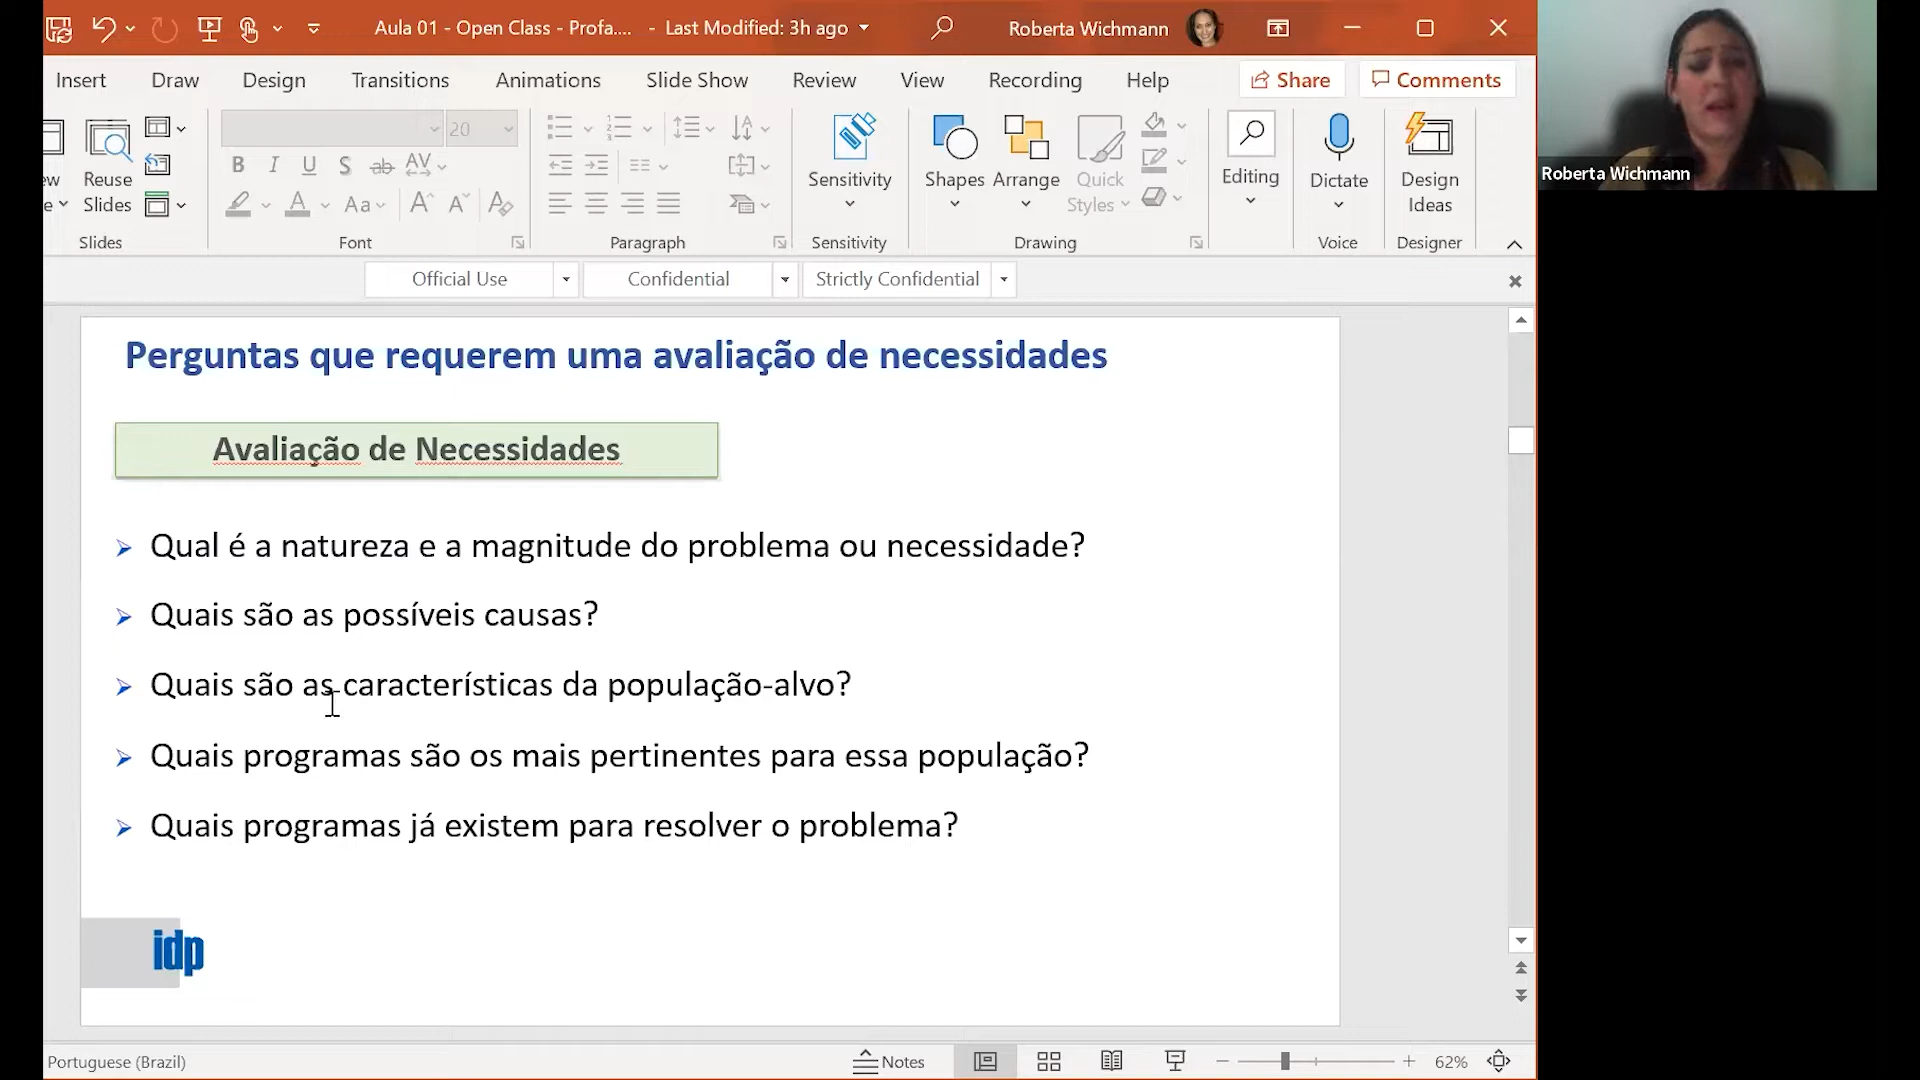 Aula 01 - Open Class - Profa.... - Last Modified: 3h ago
Roberta Wichmann
Insert Draw Design Transitions Animations Slide Show Review View Recording Help Share Comments
Reuse Slides
20
Sensitivity
Shapes
Arrange
Quick Styles
Editing
Dictate
Design Ideas
Slides Font Paragraph Sensitivity Drawing Voice Designer
Official Use Confidential Strictly Confidential
Roberta Wichmann
Perguntas que requerem uma avaliação de necessidades
Avaliação de Necessidades
Qual é a natureza e a magnitude do problema ou necessidade?
Quais são as possíveis causas?
Quais são as características da população-alvo?
Quais programas são os mais pertinentes para essa população?
Quais programas já existem para resolver o problema?
idp
Portuguese (Brazil) Notes 62%